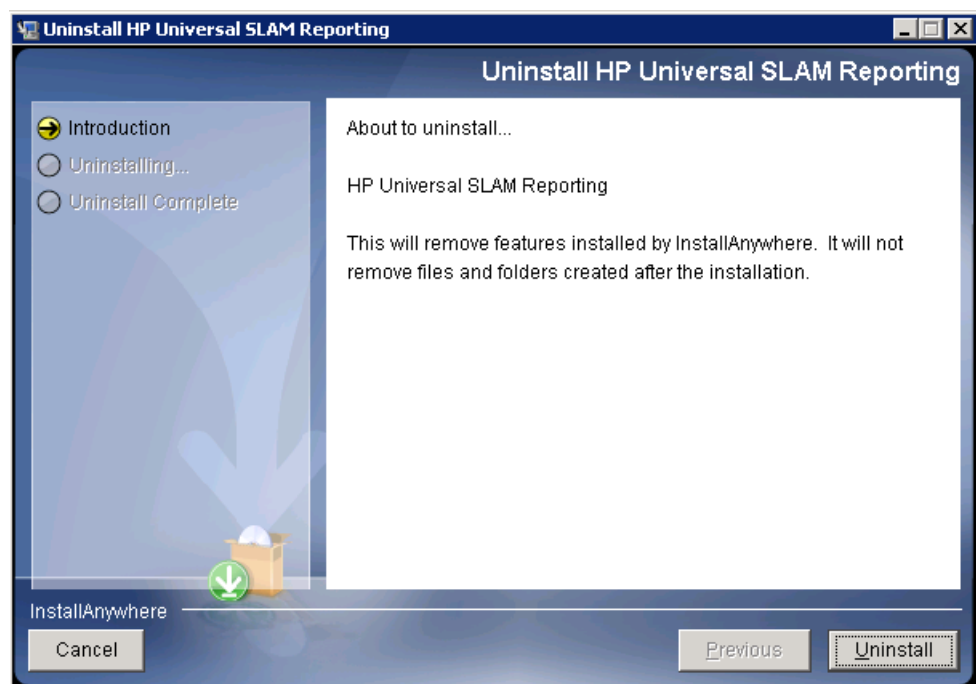 Uninstall HP Universal SLAM Reporting
Uninstall HP Universal SLAM Reporting
Introduction
Uninstalling...
Uninstall Complete
About to uninstall...
HP Universal SLAM Reporting
This will remove features installed by InstallAnywhere. It will not
remove files and folders created after the installation.
InstallAnywhere
Cancel
Previous
Uninstall